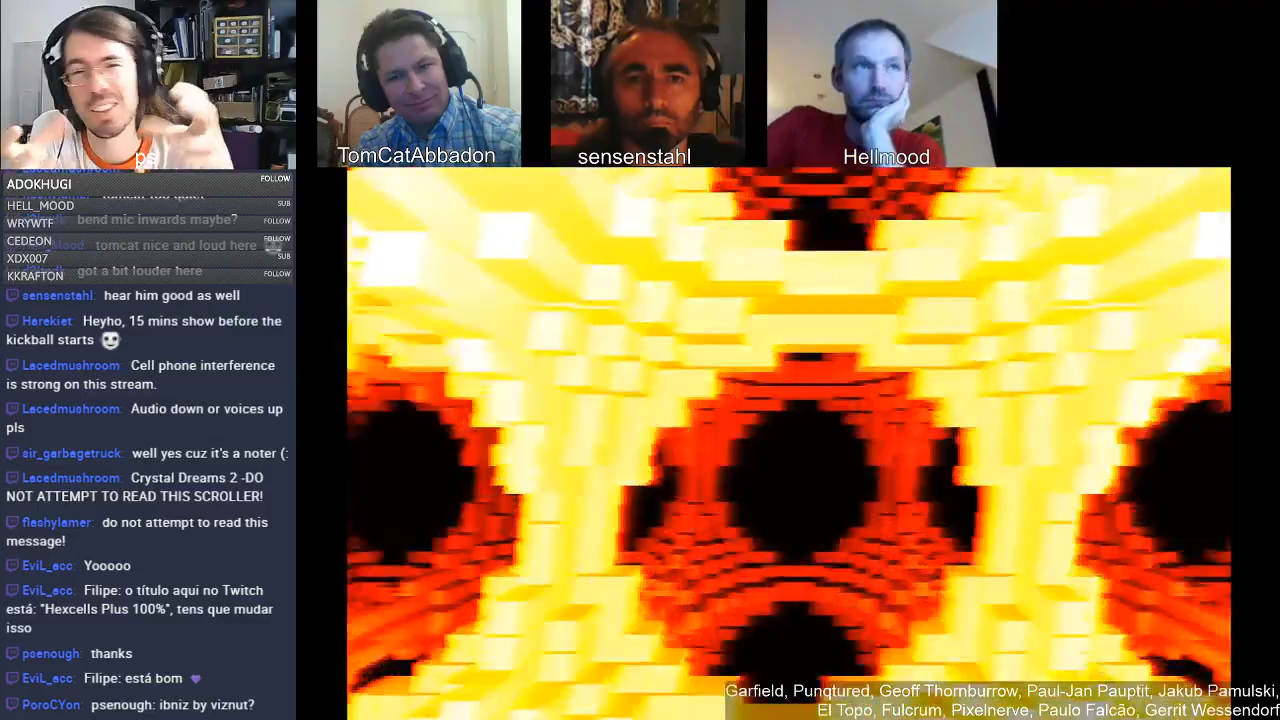 ps
TomCatAbbadon
sensenstahl
Hellmood
ADOKHUGI FOLLOW
HELL_MOOD SUB
WRYWTF FOLLOW
bend mic inwards maybe?
CEDEON FOLLOW
tomcat nice and loud here
XDX007 SUB
KKRAFTON FOLLOW
got a bit louder here
sensenstahl: hear him good as well
Harekiet: Heyho, 15 mins show before the
kickball starts
Lacedmushroom: Cell phone interference
is strong on this stream.
Lacedmushroom: Audio down or voices up
pls
sir_garbagetruck: well yes cuz it's a noter (:
Lacedmushroom: Crystal Dreams 2 -DO
NOT ATTEMPT TO READ THIS SCROLLER!
flashylamer: do not attempt to read this
message!
EviL_acc: Yooooo
EviL_acc: Filipe: o título aqui no Twitch
está: "Hexcells Plus 100%", tens que mudar
isso
psenough: thanks
EviL_acc: Filipe: está bom
PoroCYon: psenough: ibniz by viznut?
Garfield, Punqtured, Geoff Thornburrow, Paul-Jan Pauptit, Jakub Pamulski,
El Topo, Fulcrum, Pixelnerve, Paulo Falcão, Gerrit Wessendorf